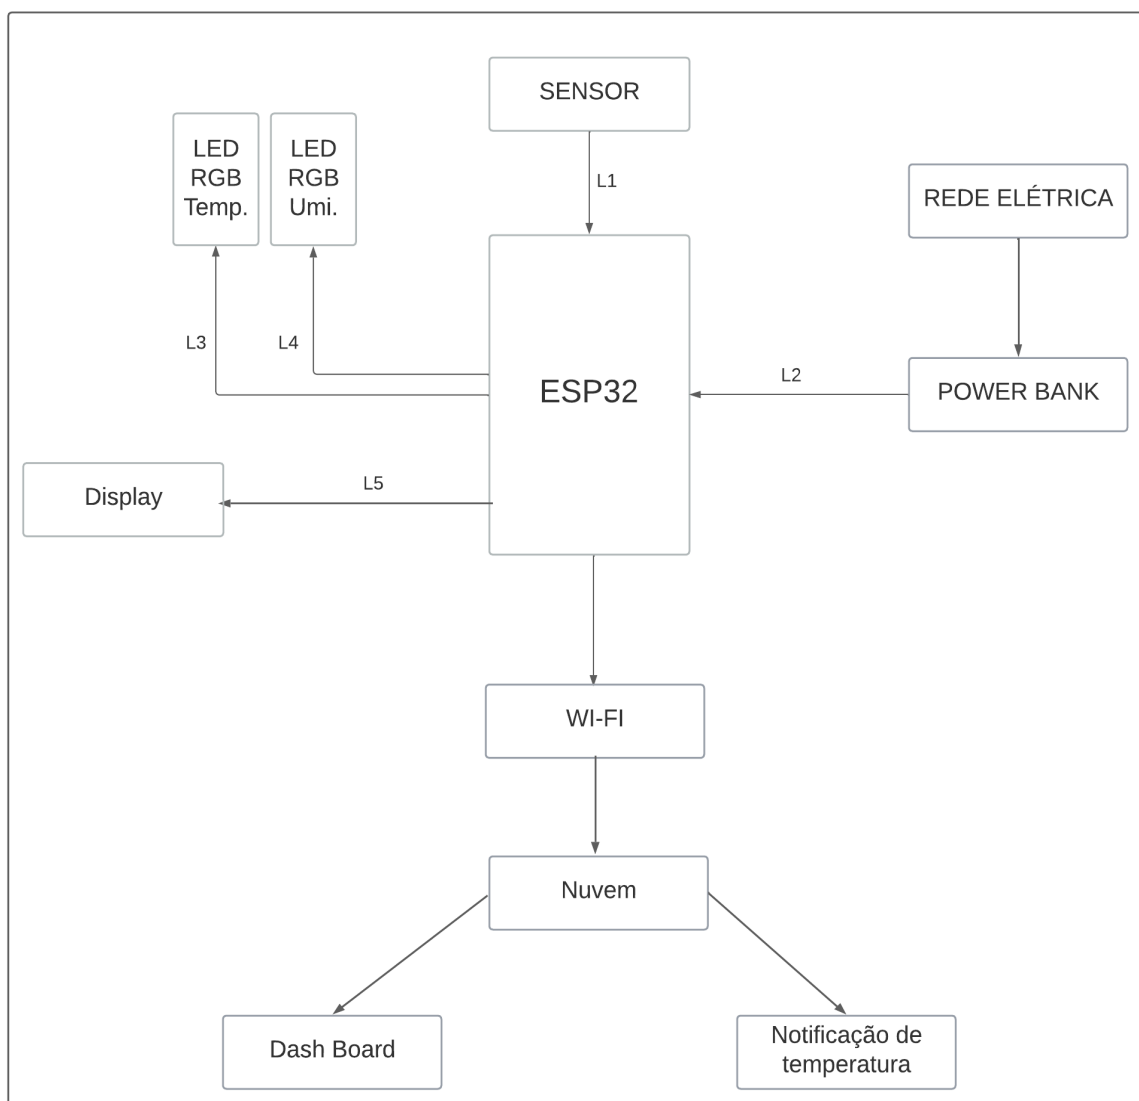 SENSOR
LED
RGB
Temp.
LED
RGB
Umi.
L1
REDE ELÉTRICA
L3
L4
ESP32
L2
POWER BANK
Display
L5
WI-FI
Nuvem
Dash Board
Notificação de
temperatura